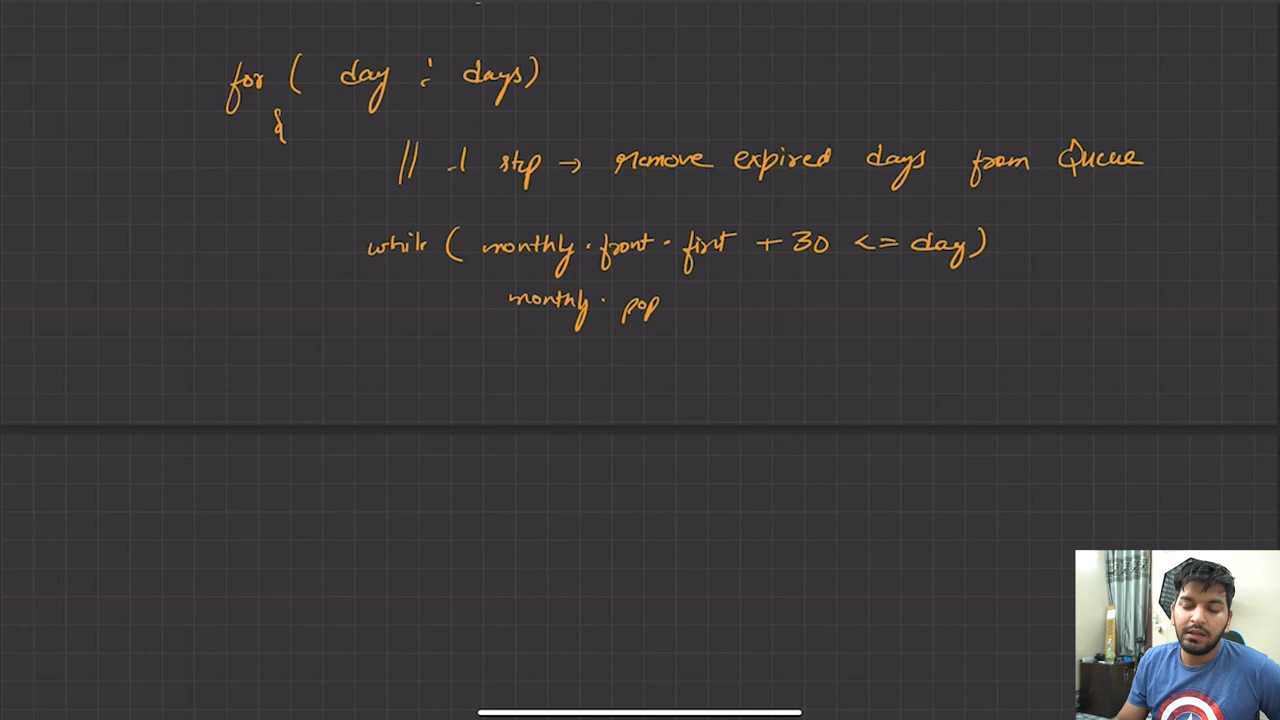 for ( day : days)
{
// 1 step → remove expired days from Queue
while ( monthly . front . first + 30 <= day)
monthly . pop